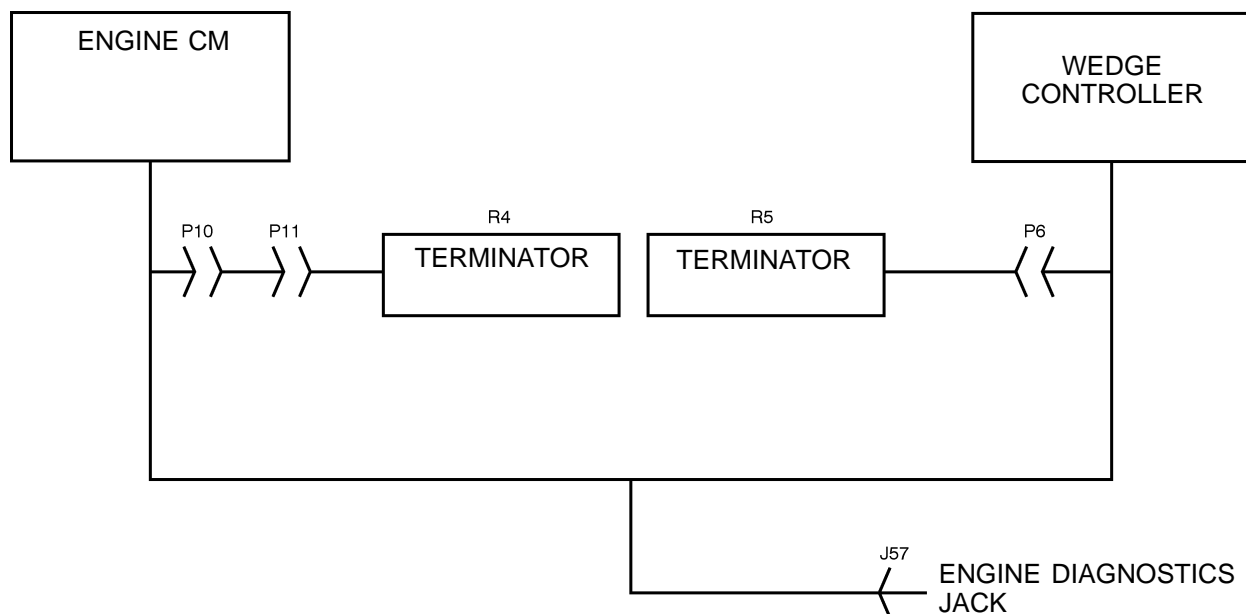 ENGINE CM
WEDGE
CONTROLLER
P10
P11
R4
TERMINATOR
R5
TERMINATOR
P6
J57
ENGINE DIAGNOSTICS
JACK